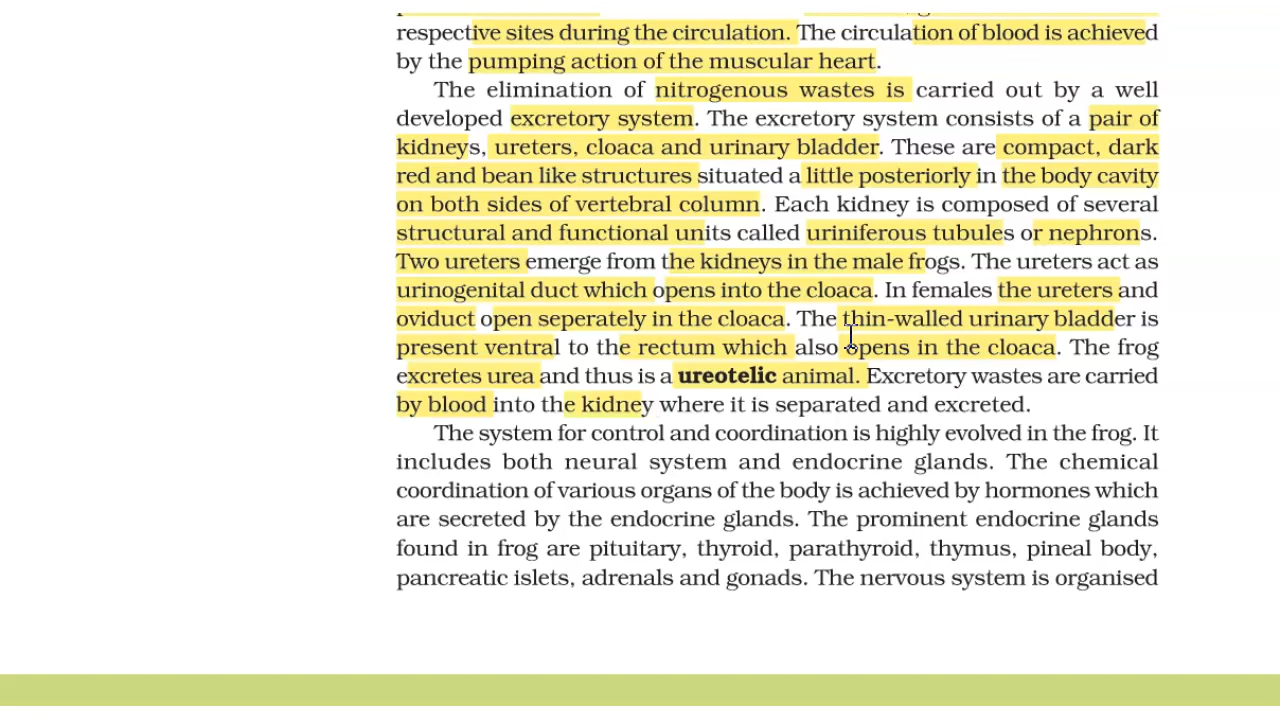 respective sites during the circulation. The circulation of blood is achieved
by the pumping action of the muscular heart.
The elimination of nitrogenous wastes is carried out by a well
developed excretory system. The excretory system consists of a pair of
kidneys, ureters, cloaca and urinary bladder. These are compact, dark
red and bean like structures situated a little posteriorly in the body cavity
on both sides of vertebral column. Each kidney is composed of several
structural and functional units called uriniferous tubules or nephrons.
Two ureters emerge from the kidneys in the male frogs. The ureters act as
urinogenital duct which opens into the cloaca. In females the ureters and
oviduct open seperately in the cloaca. The thin-walled urinary bladder is
present ventral to the rectum which also opens in the cloaca. The frog
excretes urea and thus is a ureotelic animal. Excretory wastes are carried
by blood into the kidney where it is separated and excreted.
The system for control and coordination is highly evolved in the frog. It
includes both neural system and endocrine glands. The chemical
coordination of various organs of the body is achieved by hormones which
are secreted by the endocrine glands. The prominent endocrine glands
found in frog are pituitary, thyroid, parathyroid, thymus, pineal body,
pancreatic islets, adrenals and gonads. The nervous system is organised